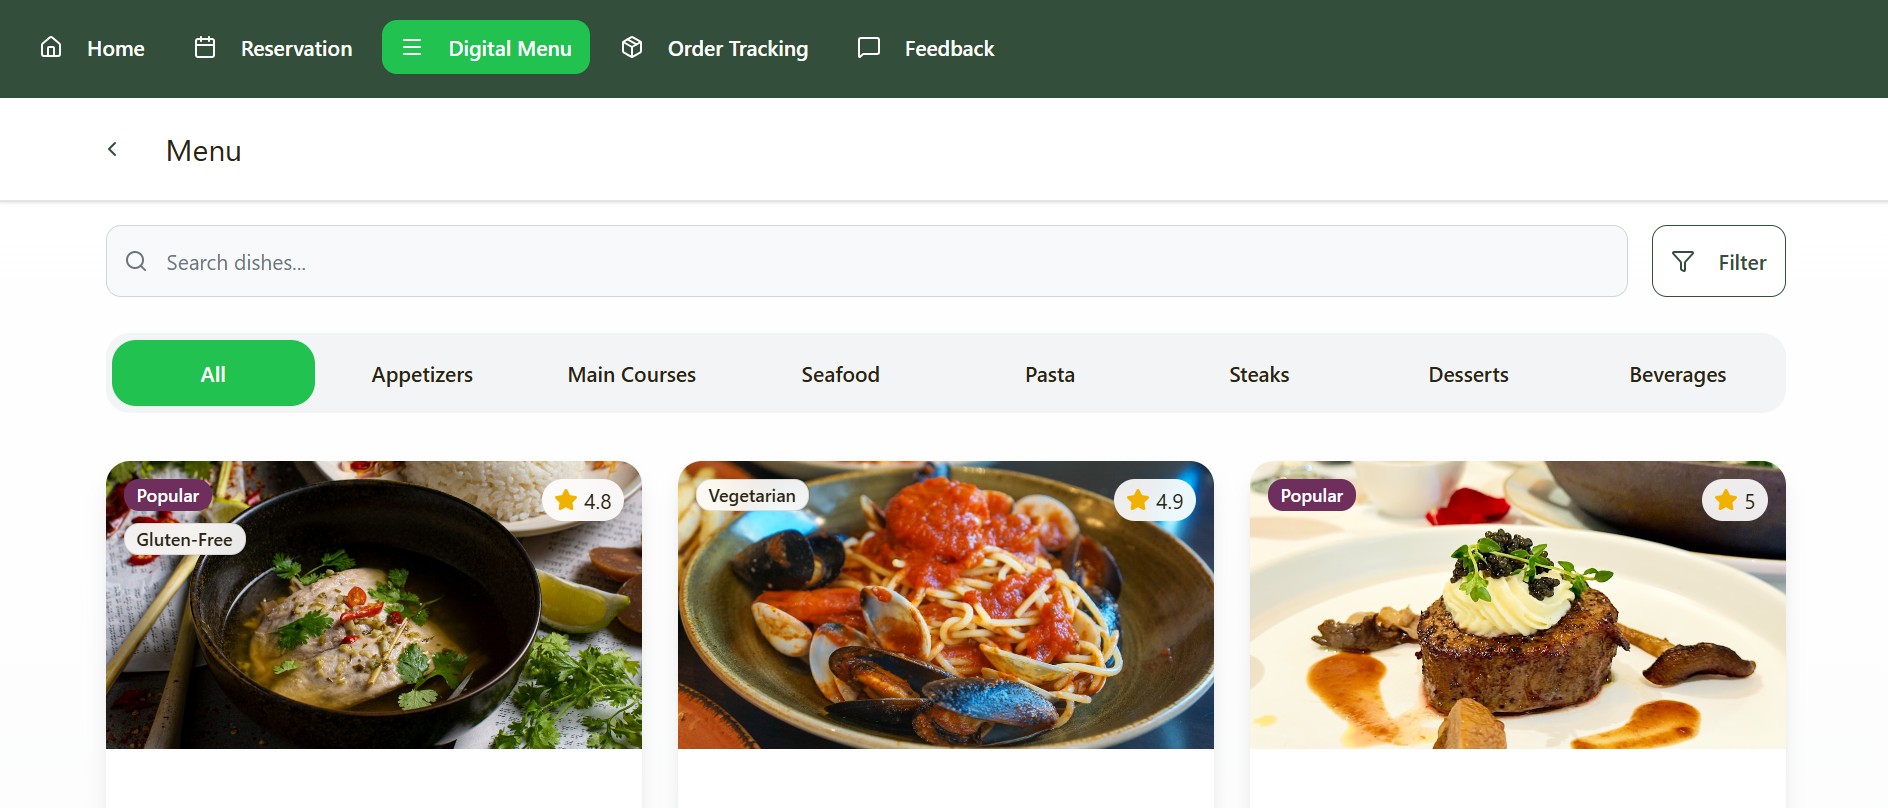 Home Reservation Digital Menu Order Tracking Feedback
Menu
Search dishes...
Filter
All Appetizers Main Courses Seafood Pasta Steaks Desserts Beverages
Popular
4.8
Gluten-Free
Vegetarian
4.9
Popular
5